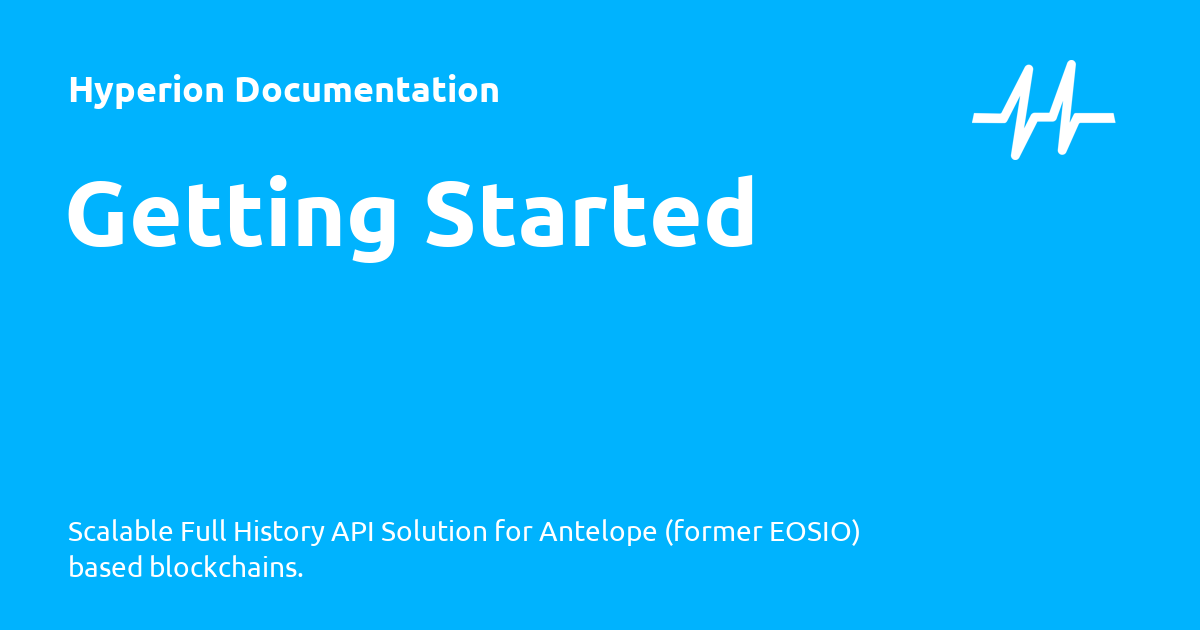 Hyperion Documentation
Getting Started
Scalable Full History API Solution for Antelope (former EOSIO)
based blockchains.